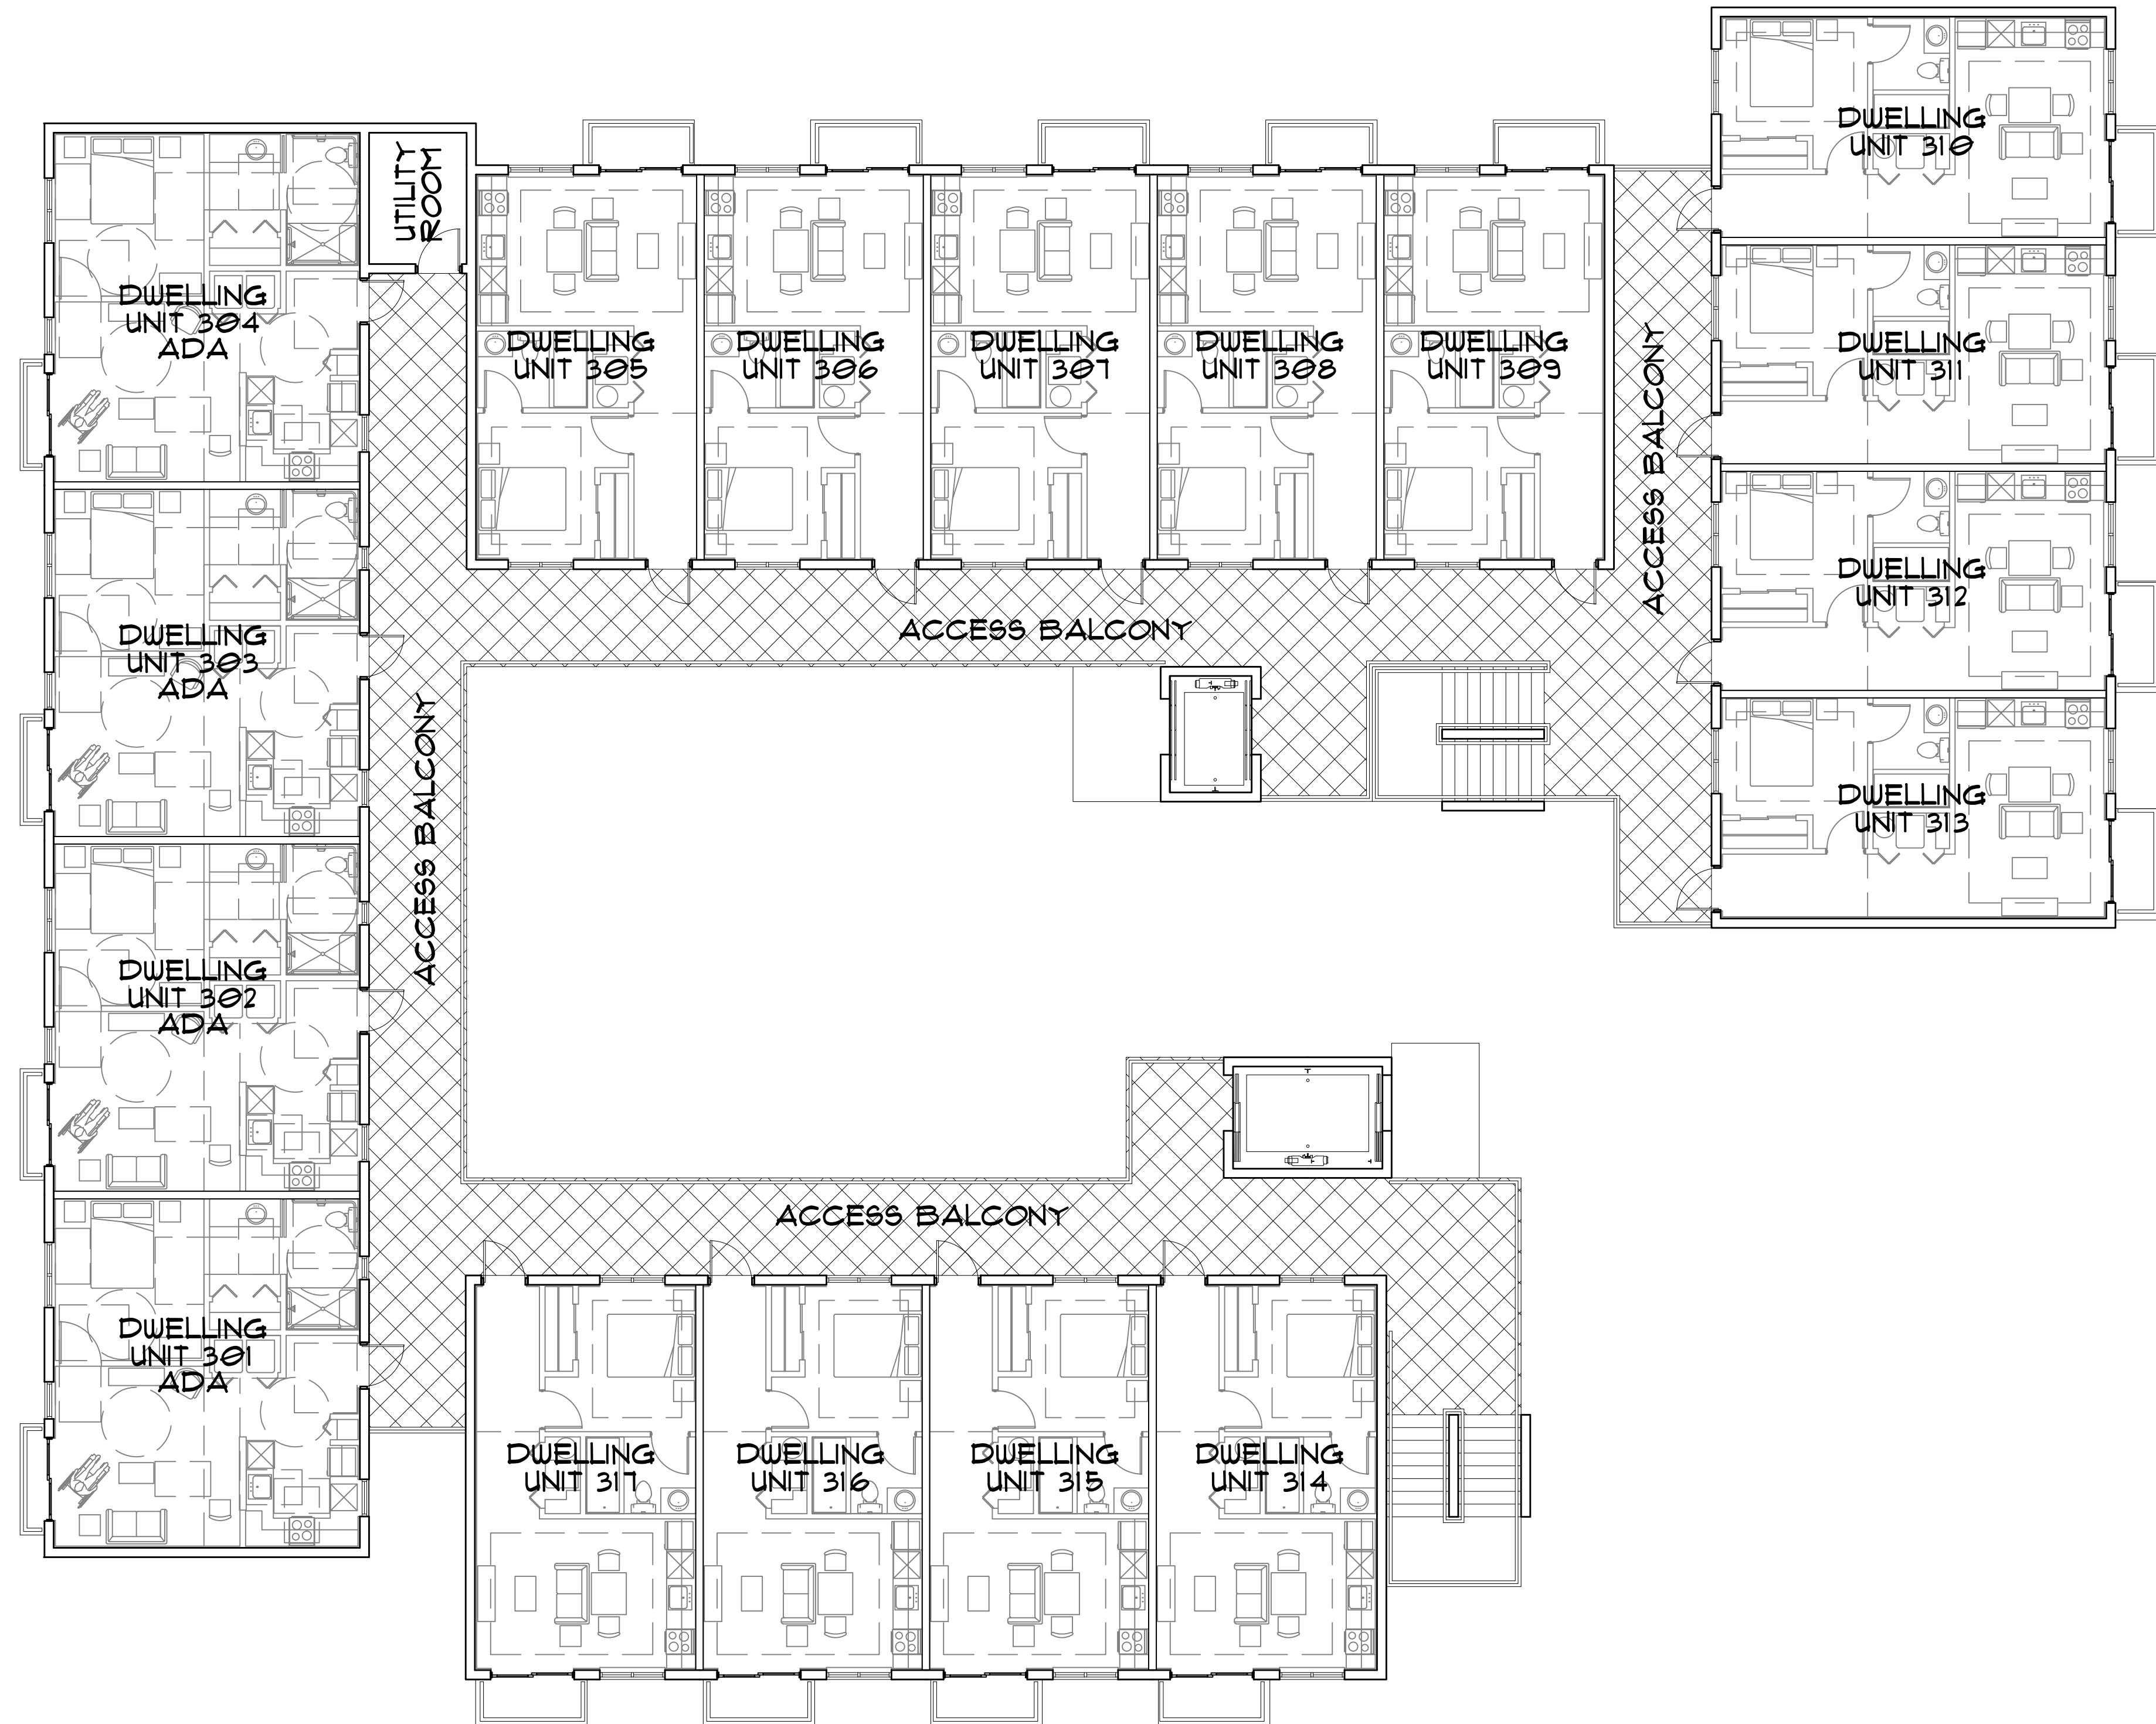 DWELLING
UNIT 310
UTILITY
ROOM
DWELLING
UNIT 304
ADA
DWELLING
UNIT 305
DWELLING
UNIT 306
DWELLING
UNIT 307
DWELLING
UNIT 308
DWELLING
UNIT 309
ACCESS BALCONY
DWELLING
UNIT 311
DWELLING
UNIT 312
DWELLING
UNIT 303
ADA
ACCESS BALCONY
ACCESS BALCONY
DWELLING
UNIT 313
DWELLING
UNIT 302
ADA
ACCESS BALCONY
DWELLING
UNIT 301
ADA
DWELLING
UNIT 317
DWELLING
UNIT 316
DWELLING
UNIT 315
DWELLING
UNIT 314